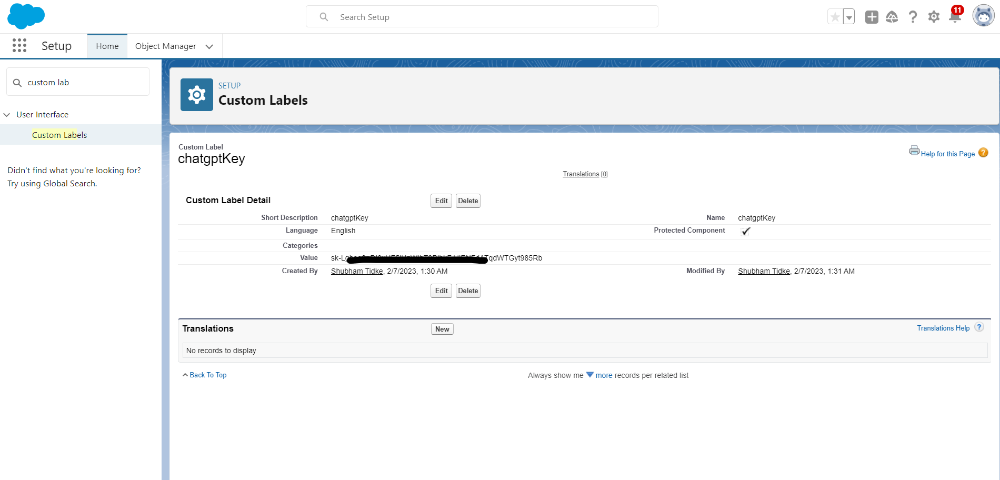 Search Setup
11
Setup
Home
Object Manager
custom lab
User Interface
Custom Labels
Didn't find what you're looking for?
Try using Global Search.
SETUP
Custom Labels
Custom Label
chatgptKey
Help for this Page ?
Translations [0]
Custom Label Detail
Edit Delete
Short Description chatgptKey Name chatgptKey
Language English Protected Component
Categories
Value sk-Lg TqdWTGyt985Rb
Created By Shubham Tidke, 2/7/2023, 1:30 AM Modified By Shubham Tidke, 2/7/2023, 1:31 AM
Edit Delete
Translations New Translations Help ?
No records to display
Back To Top
Always show me more records per related list